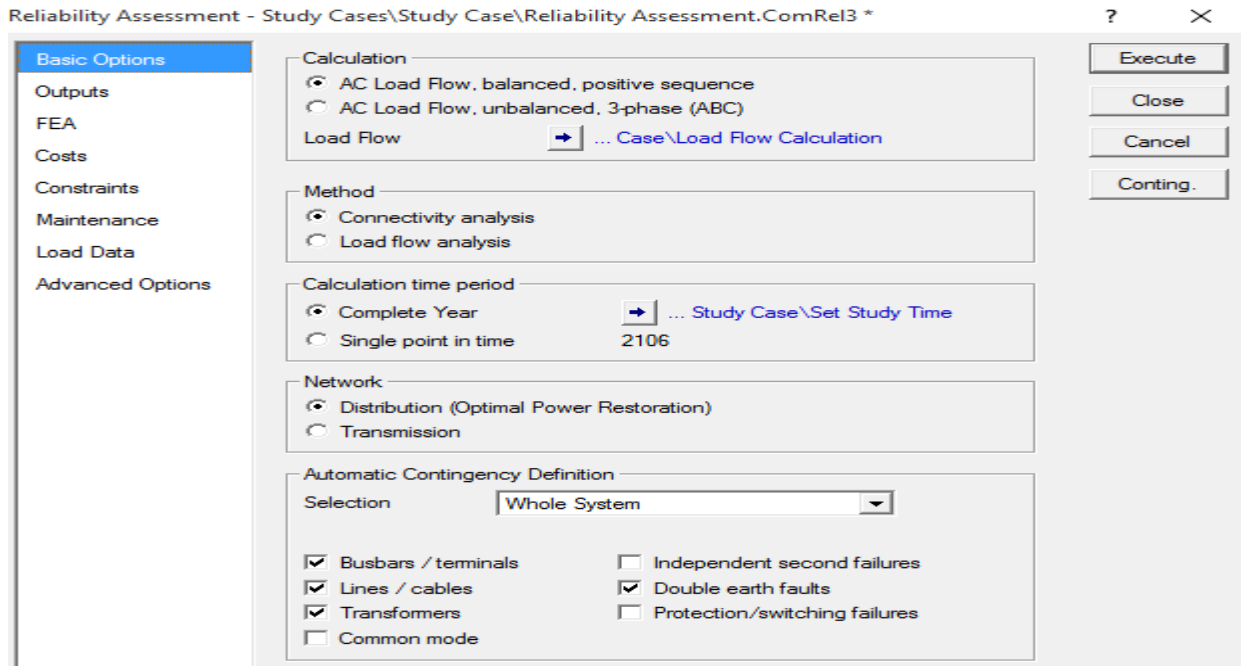 Reliability Assessment - Study Cases\Study Case\Reliability Assessment.ComRel3 * ? ×
Basic Options
Outputs
FEA
Costs
Constraints
Maintenance
Load Data
Advanced Options
Calculation
AC Load Flow, balanced, positive sequence
AC Load Flow, unbalanced, 3-phase (ABC)
Load Flow ... Case\Load Flow Calculation
Method
Connectivity analysis
Load flow analysis
Calculation time period
Complete Year ... Study Case\Set Study Time
Single point in time 2106
Network
Distribution (Optimal Power Restoration)
Transmission
Automatic Contingency Definition
Selection Whole System
Busbars / terminals Independent second failures
Lines / cables Double earth faults
Transformers Protection/switching failures
Common mode
Execute
Close
Cancel
Conting.